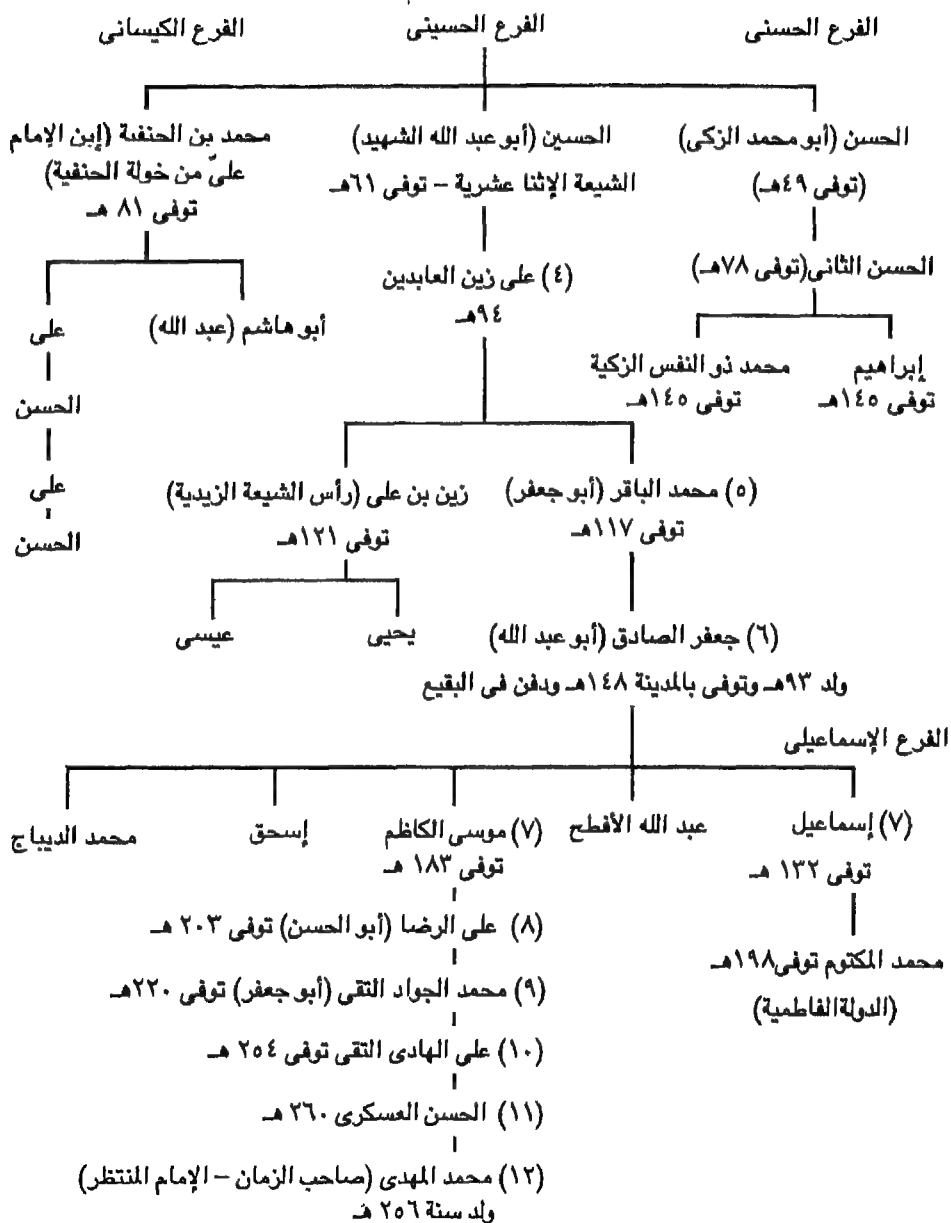 الفرع الحسنى
الفرع الحسينى
الفرع الكيسانى
الحسن (أبو محمد الزكى)
(توفى ٤٩هـ)
الحسين (أبو عبد الله الشهيد)
الشيعة الإثنا عشرية – توفى ٦١هـ
محمد بن الحنفية (إبن الإمام
علىّ من خولة الحنفية)
توفى ٨١ هـ
الحسن الثانى(توفى ٧٨هـ)
(٤) على زين العابدين
٩٤هـ
أبو هاشم (عبد الله)
على
إبراهيم
توفى ١٤٥هـ
محمد ذو النفس الزكية
توفى ١٤٥هـ
الحسن
على
الحسن
(٥) محمد الباقر (أبو جعفر)
توفى ١١٧هـ
زين بن على (رأس الشيعة الزيدية)
توفى ١٢١هـ
يحيى
عيسى
(٦) جعفر الصادق (أبو عبد الله)
ولد ٩٣هـ وتوفى بالمدينة ١٤٨هـ ودفن فى البقيع
الفرع الإسماعيلى
(٧) إسماعيل
توفى ١٣٢ هـ
عبد الله الأفطح
(٧) موسى الكاظم
توفى ١٨٣ هـ
إسحق
محمد الديباج
محمد المكتوم توفى١٩٨هـ
(الدولة الفاطمية)
(٨) على الرضا (أبو الحسن) توفى ٢٠٣ هـ
(٩) محمد الجواد التقى (أبو جعفر) توفى ٢٢٠هـ
(١٠) على الهادى التقى توفى ٢٥٤ هـ
(١١) الحسن العسكرى ٢٦٠ هـ
(١٢) محمد المهدى (صاحب الزمان – الإمام المنتظر)
ولد سنة ٢٥٦ هـ